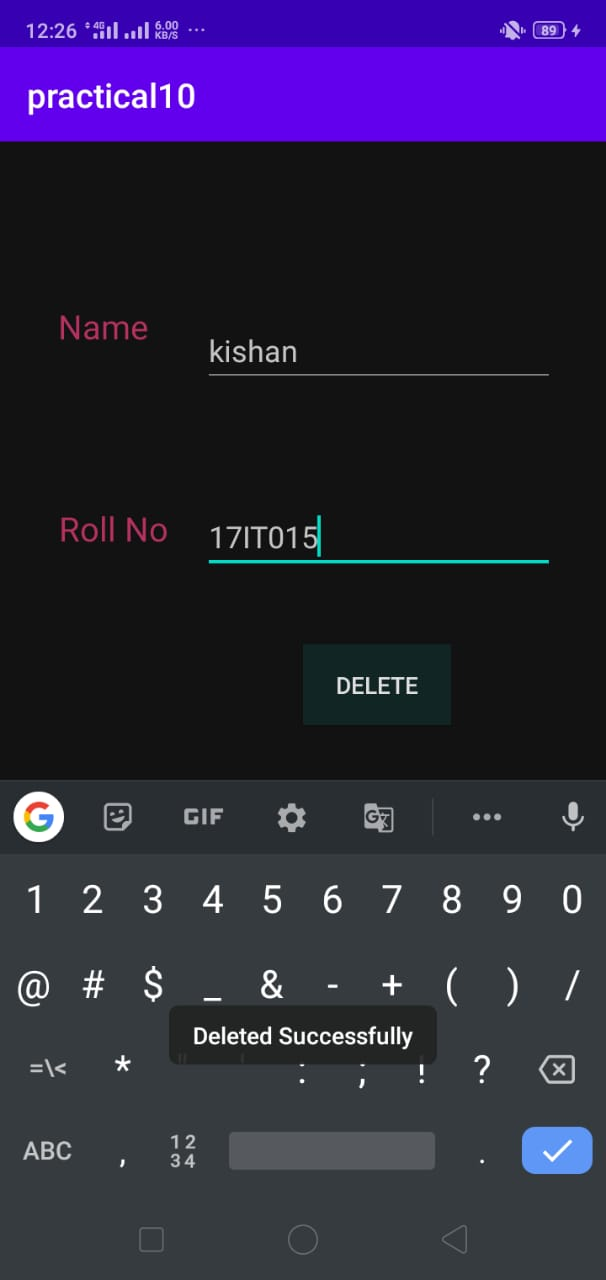 12:26 4G 6.00 KB/S ... 89
practical10
Name
kishan
Roll No
17IT015
DELETE
G GIF G ...
1 2 3 4 5 6 7 8 9 0
@ # $ _ & - + ( ) /
Deleted Successfully
=\< * " ' : ; ! ?
ABC , 12 34 .